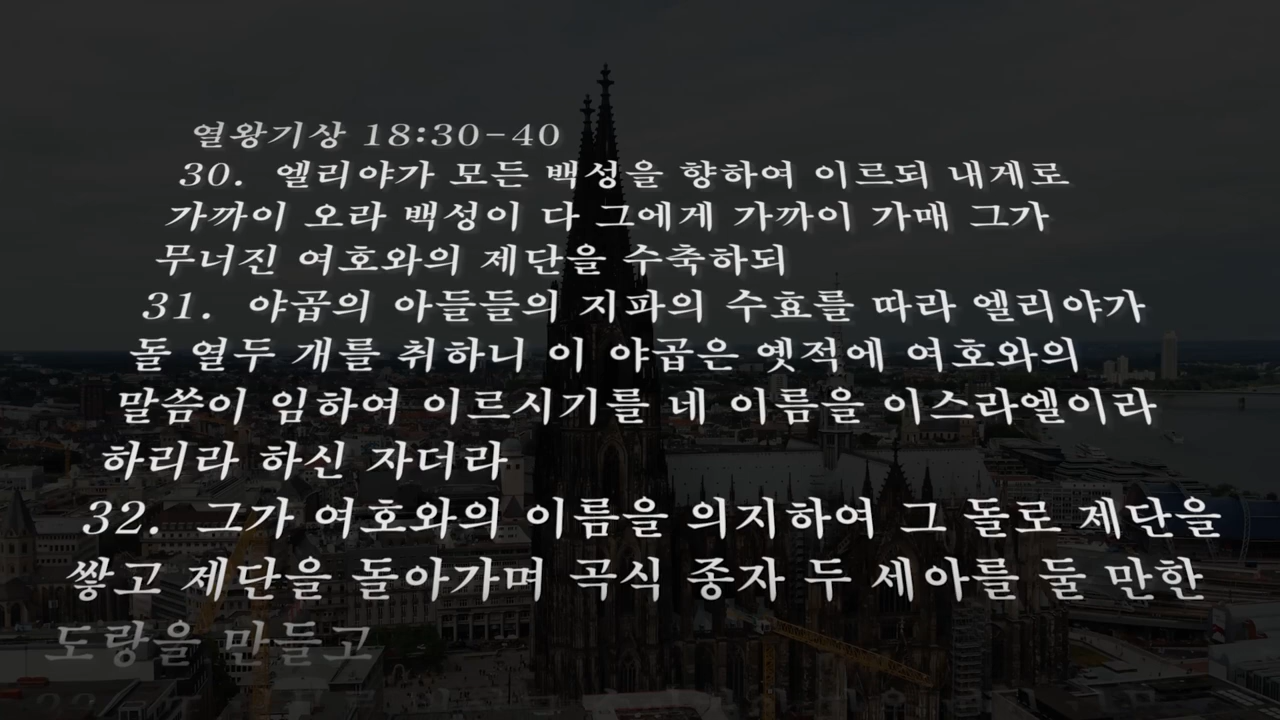 열왕기상 18:30-40
30. 엘리야가 모든 백성을 향하여 이르되 내게로
가까이 오라 백성이 다 그에게 가까이 가매 그가
무너진 여호와의 제단을 수축하되
31. 야곱의 아들들의 지파의 수효를 따라 엘리야가
돌 열두 개를 취하니 이 야곱은 옛적에 여호와의
말씀이 임하여 이르시기를 네 이름을 이스라엘이라
하리라 하신 자더라
32. 그가 여호와의 이름을 의지하여 그 돌로 제단을
쌓고 제단을 돌아가며 곡식 종자 두 세아를 둘 만한
도랑을 만들고